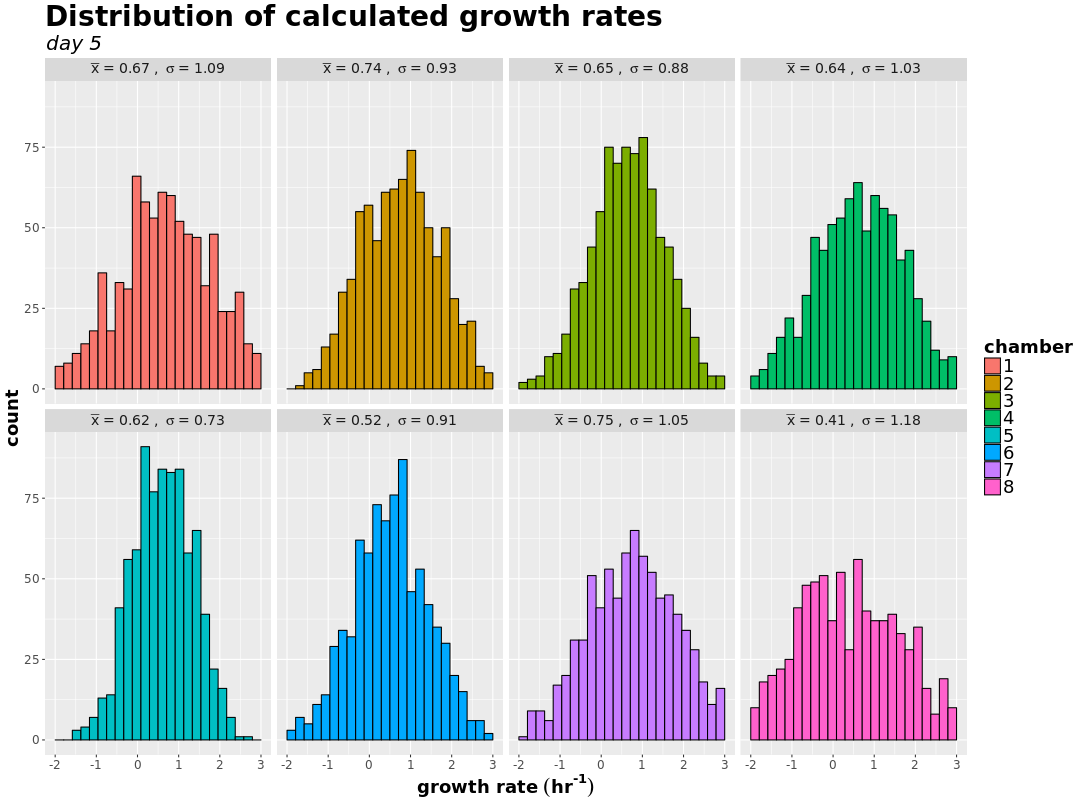 Distribution of calculated growth rates
day 5
x̅ = 0.67 , σ = 1.09
x̅ = 0.74 , σ = 0.93
x̅ = 0.65 , σ = 0.88
x̅ = 0.64 , σ = 1.03
75
50
25
0
x̅ = 0.62 , σ = 0.73
x̅ = 0.52 , σ = 0.91
x̅ = 0.75 , σ = 1.05
x̅ = 0.41 , σ = 1.18
75
50
25
0
-2 -1 0 1 2 3
-2 -1 0 1 2 3
-2 -1 0 1 2 3
-2 -1 0 1 2 3
count
growth rate (hr⁻¹)
chamber
1
2
3
4
5
6
7
8